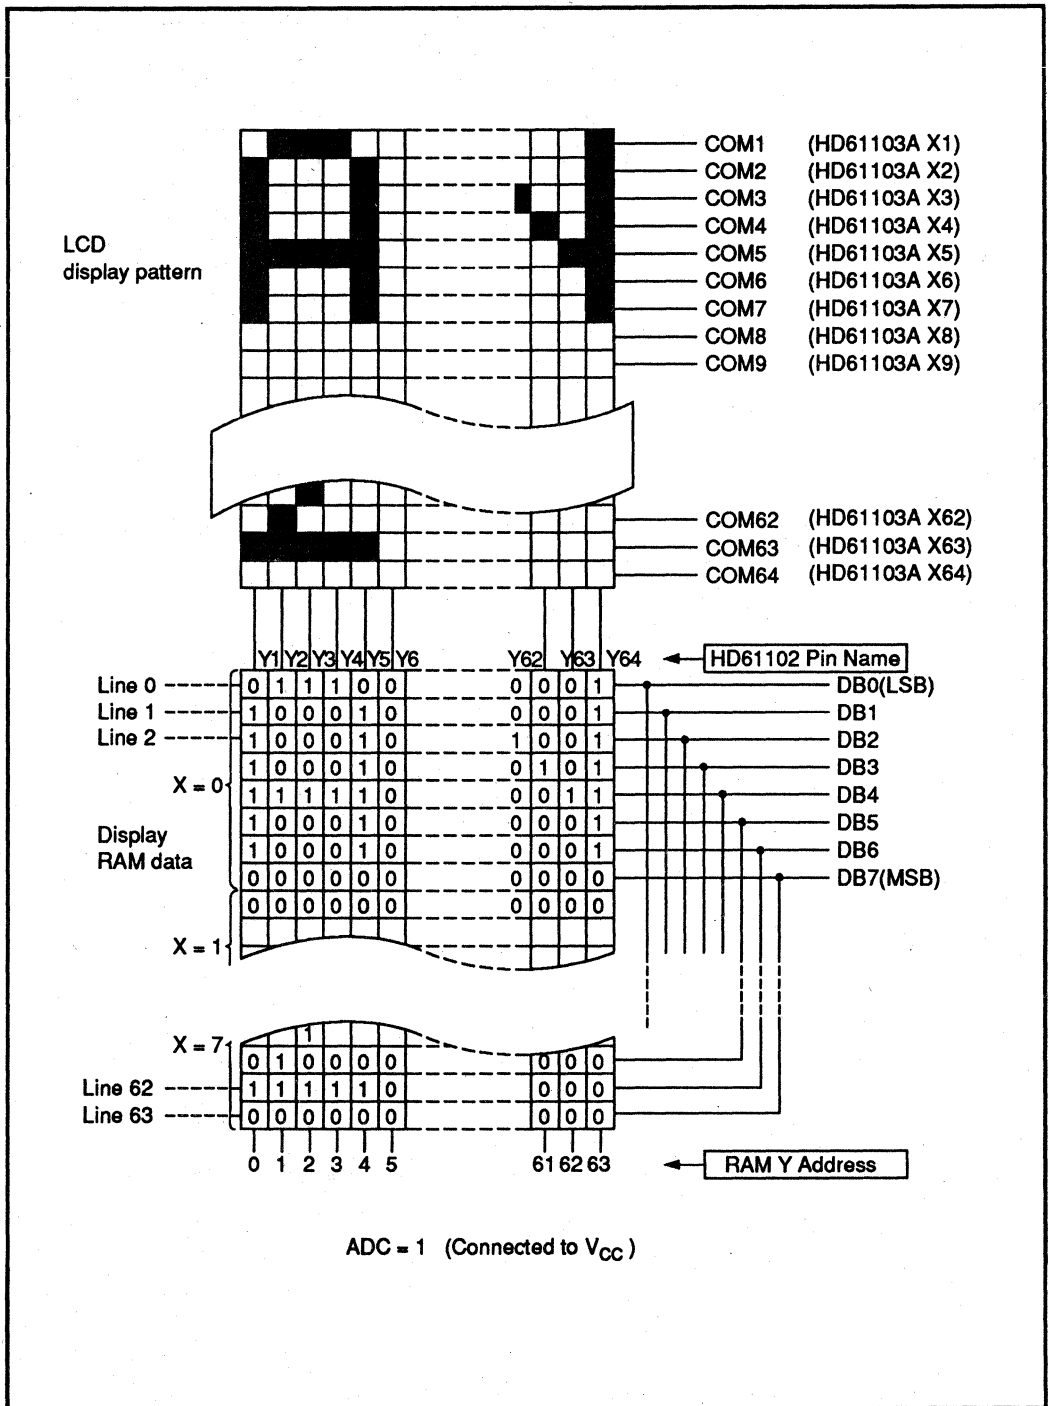 COM1 (HD61103A X1)
COM2 (HD61103A X2)
COM3 (HD61103A X3)
COM4 (HD61103A X4)
LCD
display pattern
COM5 (HD61103A X5)
COM6 (HD61103A X6)
COM7 (HD61103A X7)
COM8 (HD61103A X8)
COM9 (HD61103A X9)
COM62 (HD61103A X62)
COM63 (HD61103A X63)
COM64 (HD61103A X64)
Y1 Y2 Y3 Y4 Y5 Y6 Y62 Y63 Y64 HD61102 Pin Name
Line 0 0 1 1 1 0 0 0 0 0 1 DB0(LSB)
Line 1 1 0 0 0 1 0 0 0 0 1 DB1
Line 2 1 0 0 0 1 0 1 0 0 1 DB2
1 0 0 0 1 0 0 1 0 1 DB3
X = 0
1 1 1 1 1 0 0 0 1 1 DB4
1 0 0 0 1 0 0 0 0 1 DB5
Display
RAM data
1 0 0 0 1 0 0 0 0 1 DB6
0 0 0 0 0 0 0 0 0 0 DB7(MSB)
0 0 0 0 0 0 0 0 0 0
X = 1
1
X = 7
0 1 0 0 0 0 0 0 0
Line 62 1 1 1 1 1 0 0 0 0
Line 63 0 0 0 0 0 0 0 0 0
0 1 2 3 4 5 61 62 63 RAM Y Address
ADC = 1 (Connected to VCC)